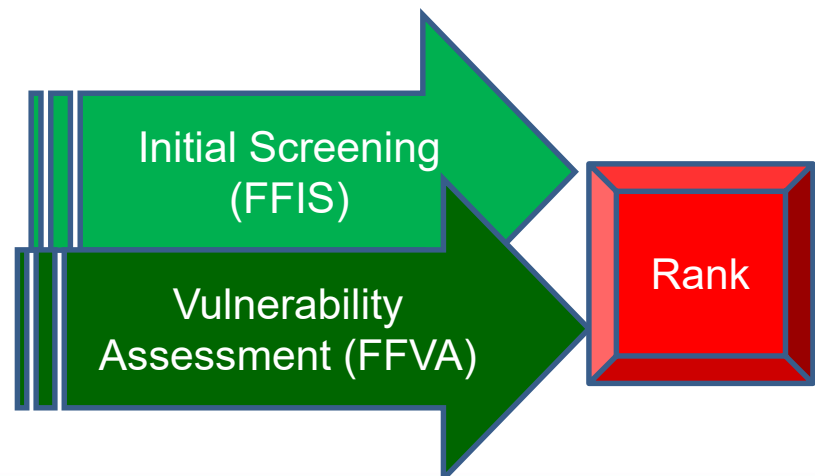 Initial Screening
(FFIS)
Vulnerability
Assessment (FFVA)
Rank